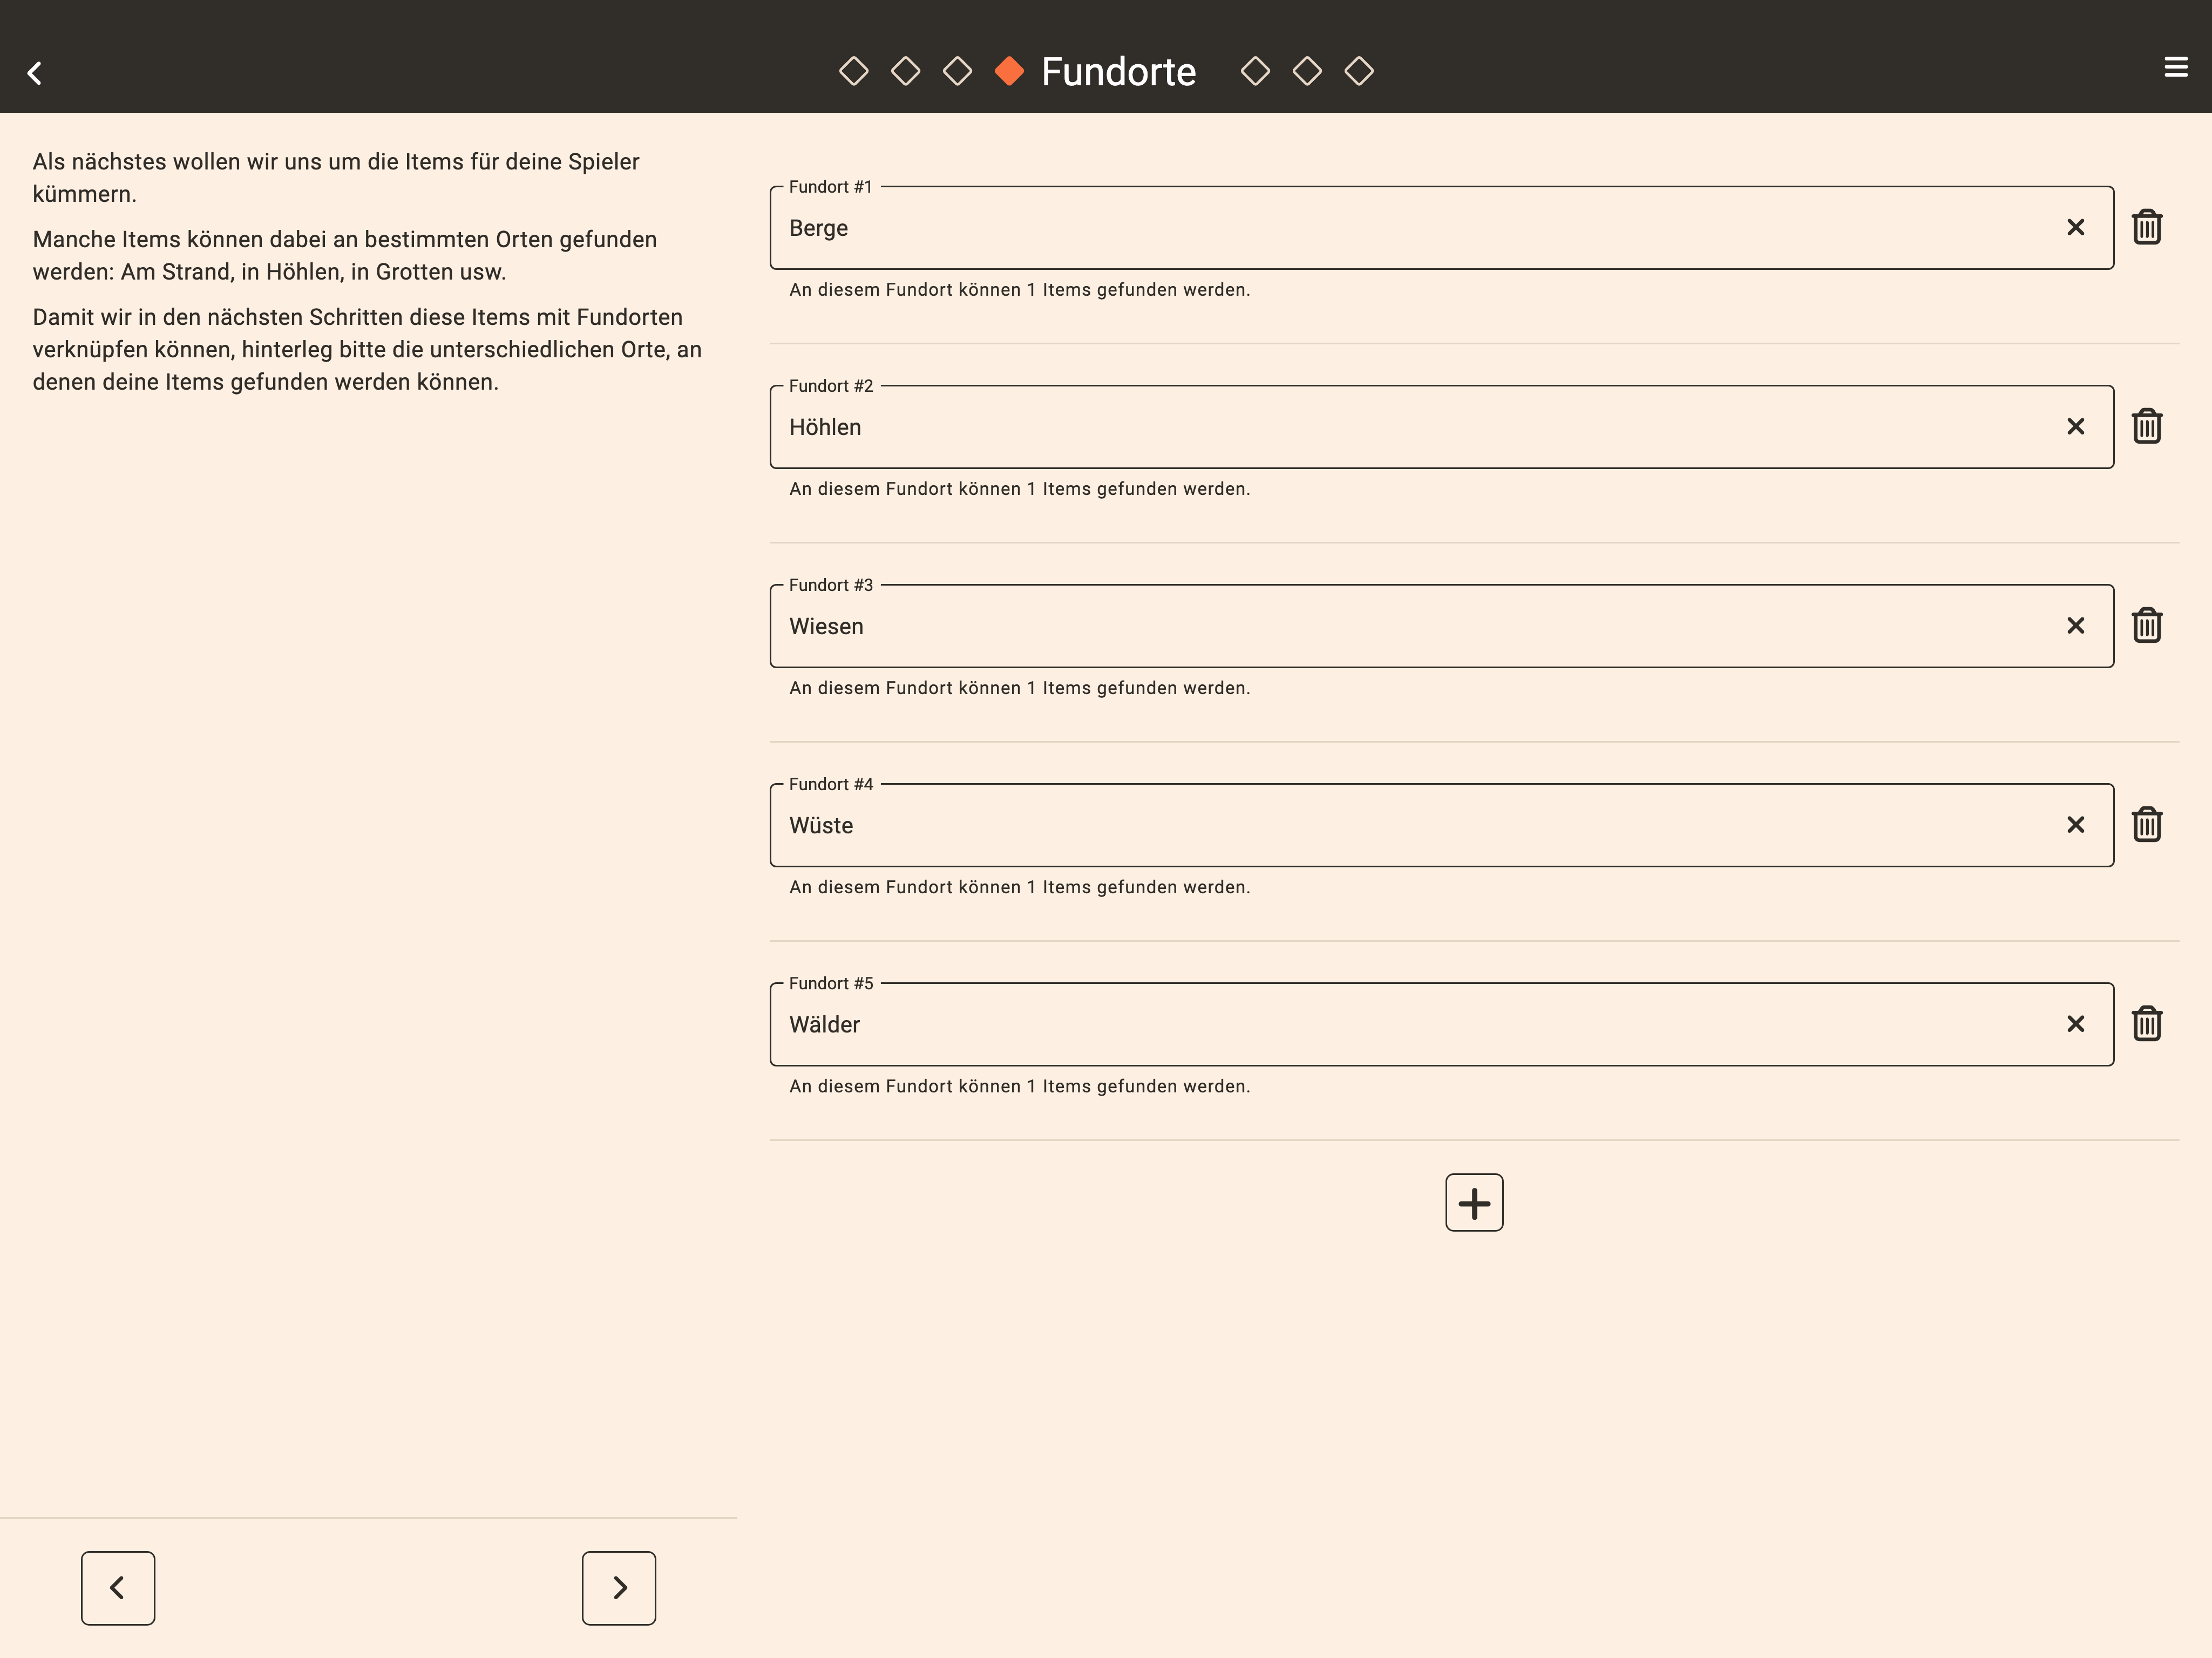 Fundorte
Als nächstes wollen wir uns um die Items für deine Spieler
kümmern.
Manche Items können dabei an bestimmten Orten gefunden
werden: Am Strand, in Höhlen, in Grotten usw.
Damit wir in den nächsten Schritten diese Items mit Fundorten
verknüpfen können, hinterleg bitte die unterschiedlichen Orte, an
denen deine Items gefunden werden können.
Fundort #1
Berge
An diesem Fundort können 1 Items gefunden werden.
Fundort #2
Höhlen
An diesem Fundort können 1 Items gefunden werden.
Fundort #3
Wiesen
An diesem Fundort können 1 Items gefunden werden.
Fundort #4
Wüste
An diesem Fundort können 1 Items gefunden werden.
Fundort #5
Wälder
An diesem Fundort können 1 Items gefunden werden.